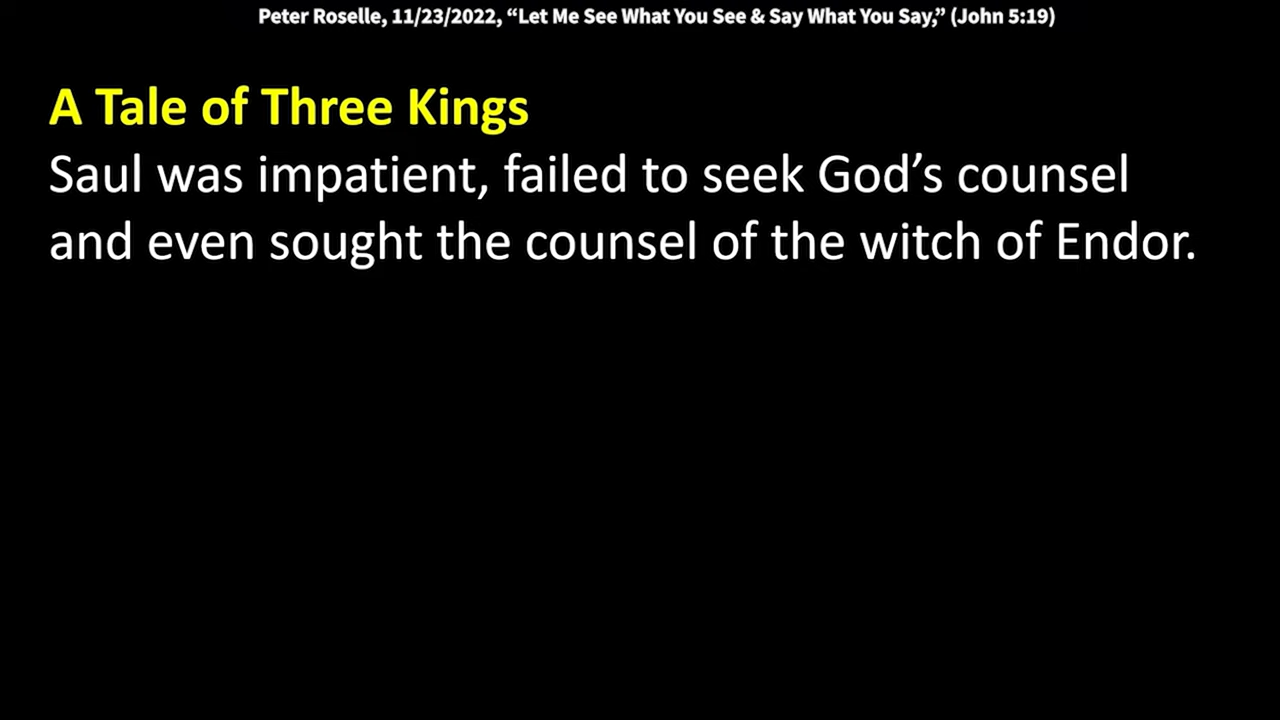 Peter Roselle, 11/23/2022, “Let Me See What You See & Say What You Say,” (John 5:19)
A Tale of Three Kings
Saul was impatient, failed to seek God’s counsel
and even sought the counsel of the witch of Endor.